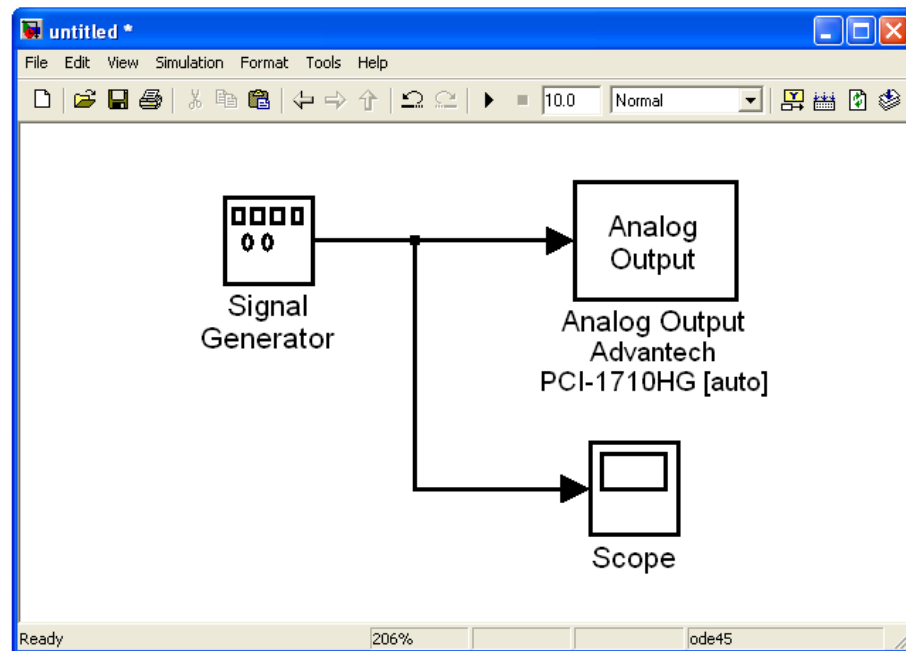 untitled *
File Edit View Simulation Format Tools Help
10.0 Normal
Analog
Output
Signal
Generator
Analog Output
Advantech
PCI-1710HG [auto]
Scope
Ready 206% ode45